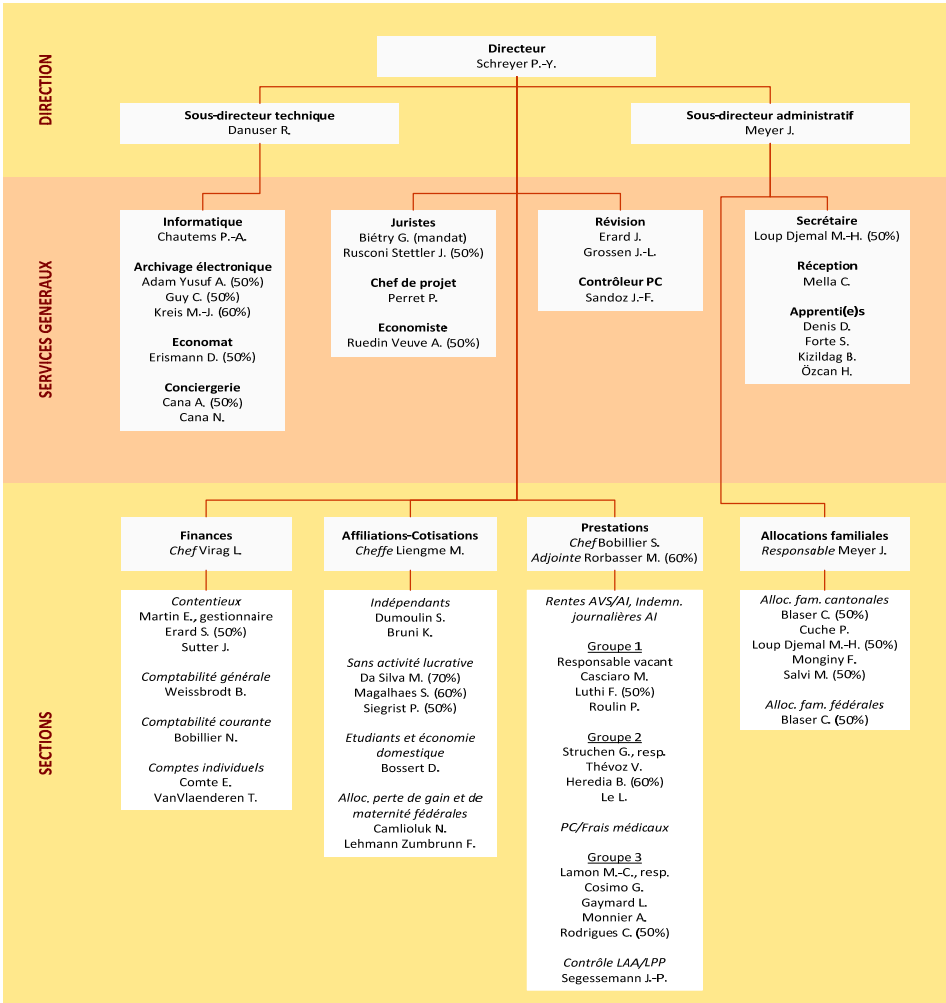 DIRECTION
Directeur
Schreyer P.-Y.
Sous-directeur technique
Danuser R.
Sous-directeur administratif
Meyer J.
SERVICES GENERAUX
Informatique
Chautems P.-A.
Archivage électronique
Adam Yusuf A. (50%)
Guy C. (50%)
Kreis M.-J. (60%)
Economat
Erismann D. (50%)
Conciergerie
Cana A. (50%)
Cana N.
Juristes
Biétry G. (mandat)
Rusconi Stettler J. (50%)
Chef de projet
Perret P.
Economiste
Ruedin Veuve A. (50%)
Révision
Erard J.
Grossen J.-L.
Contrôleur PC
Sandoz J.-F.
Secrétaire
Loup Djemal M.-H. (50%)
Réception
Mella C.
Apprenti(e)s
Denis D.
Forte S.
Kizildag B.
Özcan H.
SECTIONS
Finances
Chef Virag L.
Contentieux
Martin E., gestionnaire
Erard S. (50%)
Sutter J.
Comptabilité générale
Weissbrodt B.
Comptabilité courante
Bobillier N.
Comptes individuels
Comte E.
VanVlaenderen T.
Affiliations-Cotisations
Cheffe Liengme M.
Indépendants
Dumoulin S.
Bruni K.
Sans activité lucrative
Da Silva M. (70%)
Magalhaes S. (60%)
Siegrist P. (50%)
Etudiants et économie
domestique
Bossert D.
Alloc. perte de gain et de
maternité fédérales
Camlioluk N.
Lehmann Zumbrunn F.
Prestations
Chef Bobillier S.
Adjointe Rorbasser M. (60%)
Rentes AVS/AI, Indemn.
journalières AI
Groupe 1
Responsable vacant
Casciaro M.
Luthi F. (50%)
Roulin P.
Groupe 2
Struchen G., resp.
Thévoz V.
Heredia B. (60%)
Le L.
PC/Frais médicaux
Groupe 3
Lamon M.-C., resp.
Cosimo G.
Gaymard L.
Monnier A.
Rodrigues C. (50%)
Contrôle LAA/LPP
Segessemann J.-P.
Allocations familiales
Responsable Meyer J.
Alloc. fam. cantonales
Blaser C. (50%)
Cuche P.
Loup Djemal M.-H. (50%)
Monginy F.
Salvi M. (50%)
Alloc. fam. fédérales
Blaser C. (50%)